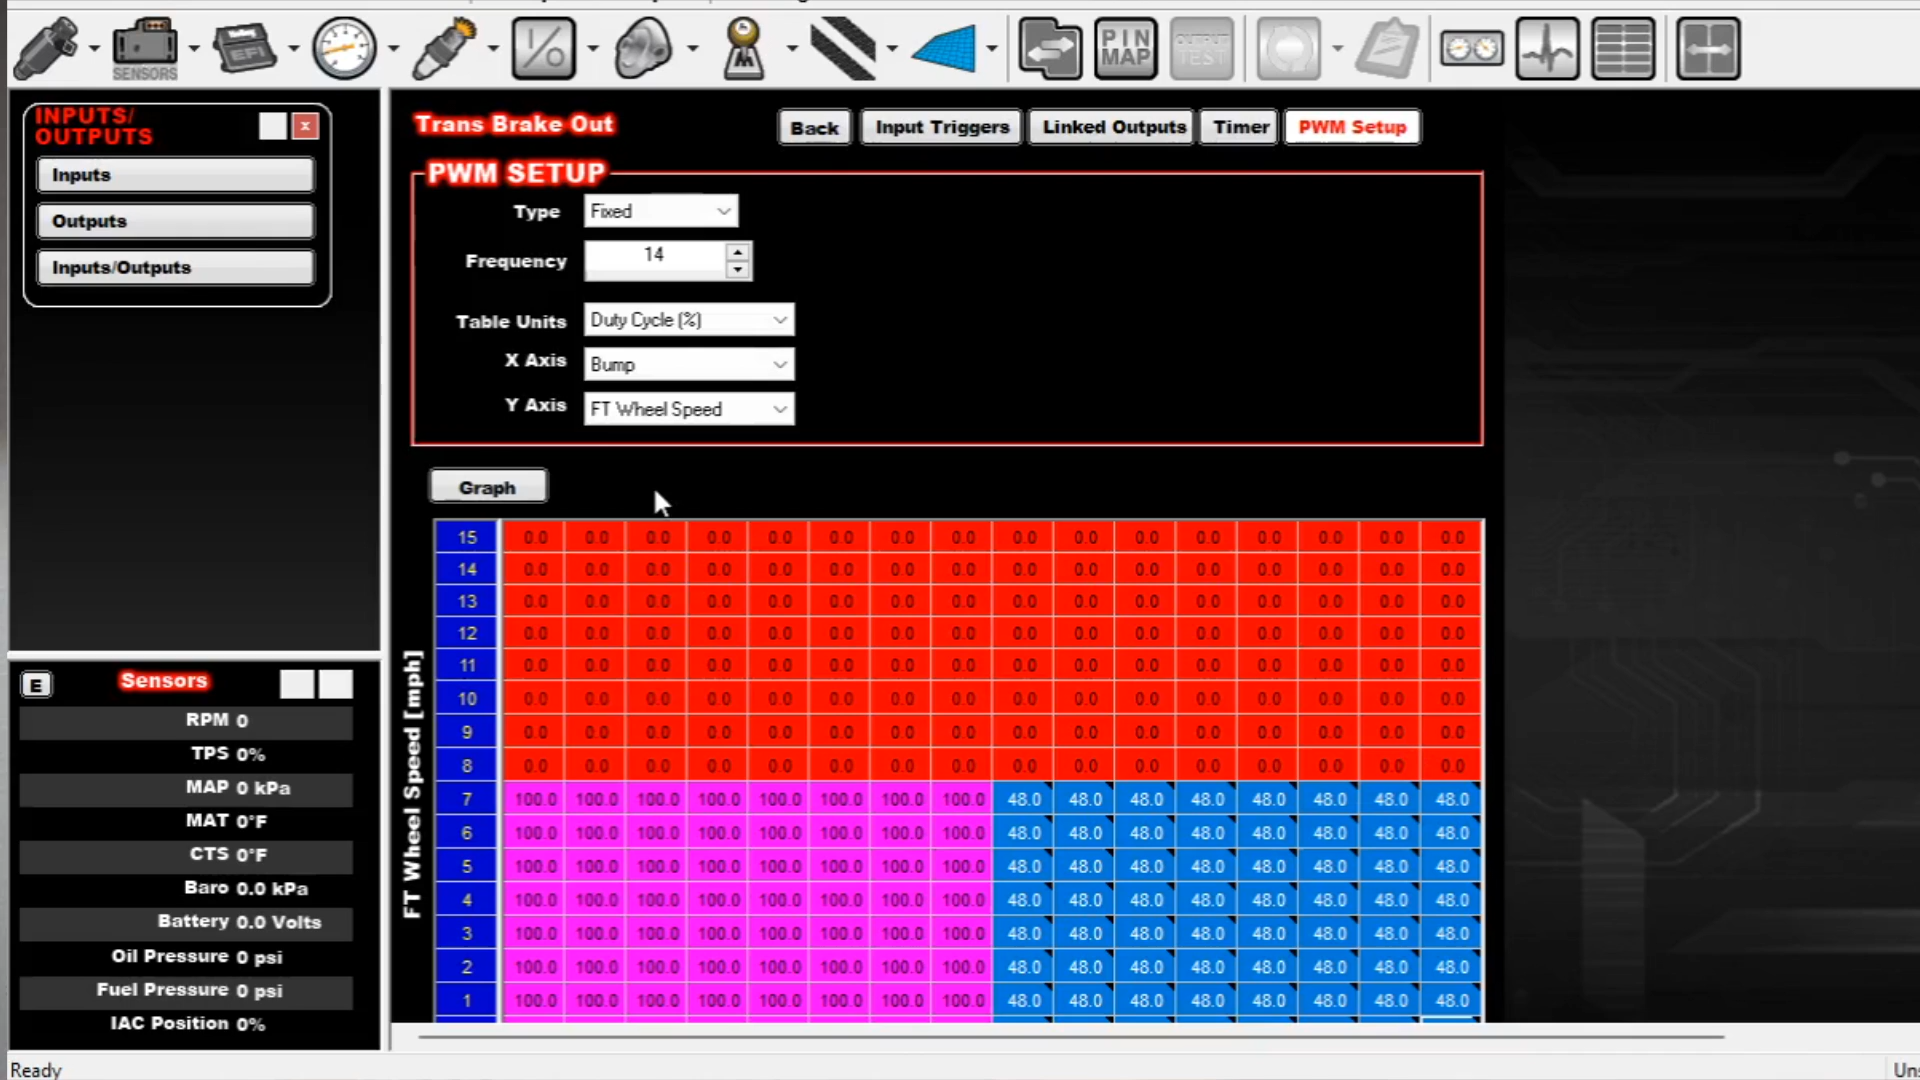 SENSORS
EFI
I/O
PIN
MAP
OUTPUT
TEST
INPUTS/
OUTPUTS
x
Inputs
Outputs
Inputs/Outputs
Trans Brake Out
Back
Input Triggers
Linked Outputs
Timer
PWM Setup
PWM SETUP
Type Fixed
Frequency 14
Table Units Duty Cycle (%)
X Axis Bump
Y Axis FT Wheel Speed
Graph
FT Wheel Speed [mph]
15 0.0 0.0 0.0 0.0 0.0 0.0 0.0 0.0 0.0 0.0 0.0 0.0 0.0 0.0 0.0 0.0
14 0.0 0.0 0.0 0.0 0.0 0.0 0.0 0.0 0.0 0.0 0.0 0.0 0.0 0.0 0.0 0.0
13 0.0 0.0 0.0 0.0 0.0 0.0 0.0 0.0 0.0 0.0 0.0 0.0 0.0 0.0 0.0 0.0
12 0.0 0.0 0.0 0.0 0.0 0.0 0.0 0.0 0.0 0.0 0.0 0.0 0.0 0.0 0.0 0.0
11 0.0 0.0 0.0 0.0 0.0 0.0 0.0 0.0 0.0 0.0 0.0 0.0 0.0 0.0 0.0 0.0
10 0.0 0.0 0.0 0.0 0.0 0.0 0.0 0.0 0.0 0.0 0.0 0.0 0.0 0.0 0.0 0.0
9 0.0 0.0 0.0 0.0 0.0 0.0 0.0 0.0 0.0 0.0 0.0 0.0 0.0 0.0 0.0 0.0
8 0.0 0.0 0.0 0.0 0.0 0.0 0.0 0.0 0.0 0.0 0.0 0.0 0.0 0.0 0.0 0.0
7 100.0 100.0 100.0 100.0 100.0 100.0 100.0 100.0 48.0 48.0 48.0 48.0 48.0 48.0 48.0 48.0
6 100.0 100.0 100.0 100.0 100.0 100.0 100.0 100.0 48.0 48.0 48.0 48.0 48.0 48.0 48.0 48.0
5 100.0 100.0 100.0 100.0 100.0 100.0 100.0 100.0 48.0 48.0 48.0 48.0 48.0 48.0 48.0 48.0
4 100.0 100.0 100.0 100.0 100.0 100.0 100.0 100.0 48.0 48.0 48.0 48.0 48.0 48.0 48.0 48.0
3 100.0 100.0 100.0 100.0 100.0 100.0 100.0 100.0 48.0 48.0 48.0 48.0 48.0 48.0 48.0 48.0
2 100.0 100.0 100.0 100.0 100.0 100.0 100.0 100.0 48.0 48.0 48.0 48.0 48.0 48.0 48.0 48.0
1 100.0 100.0 100.0 100.0 100.0 100.0 100.0 100.0 48.0 48.0 48.0 48.0 48.0 48.0 48.0 48.0
E Sensors
RPM 0
TPS 0%
MAP 0 kPa
MAT 0°F
CTS 0°F
Baro 0.0 kPa
Battery 0.0 Volts
Oil Pressure 0 psi
Fuel Pressure 0 psi
IAC Position 0%
Ready